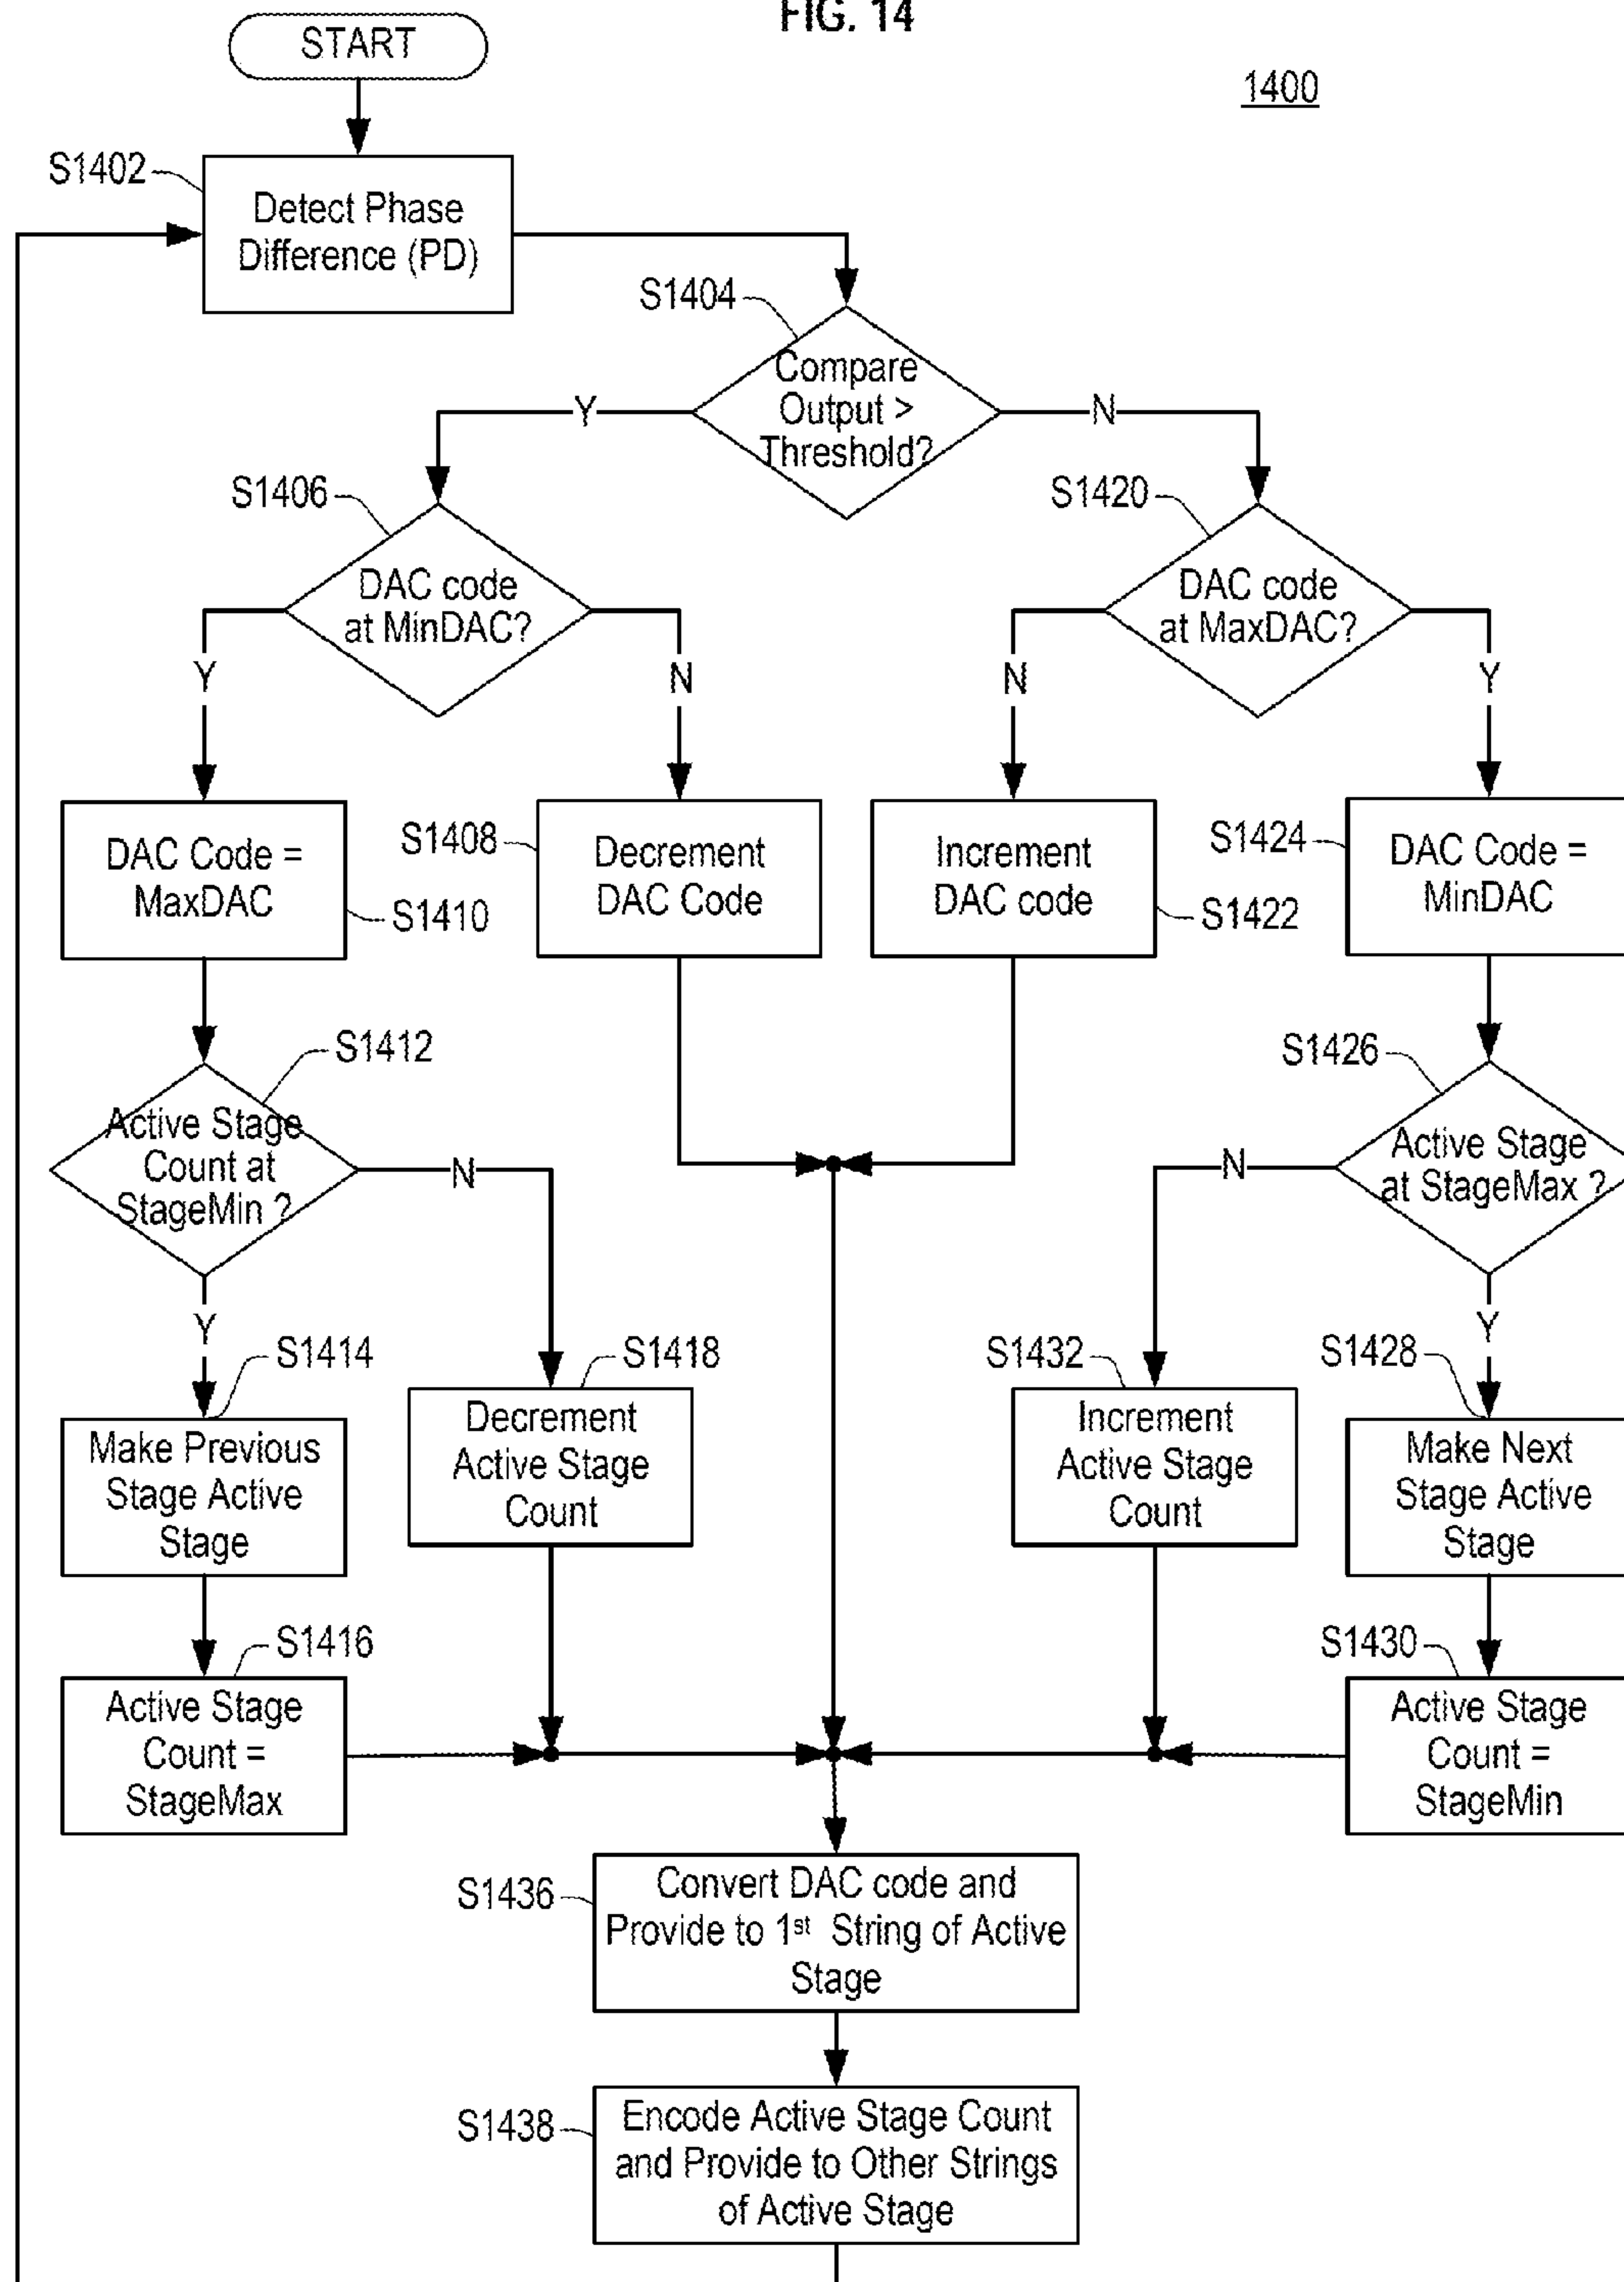 FIG. 14
START
1400
S1402
Detect Phase
Difference (PD)
S1404
Compare
Output >
Threshold?
Y
N
S1406
DAC code
at MinDAC?
S1420
DAC code
at MaxDAC?
Y
N
N
Y
DAC Code =
MaxDAC
S1410
S1408
Decrement
DAC Code
Increment
DAC code
S1422
S1424
DAC Code =
MinDAC
S1412
Active Stage
Count at
StageMin ?
N
Y
S1426
Active Stage
at StageMax ?
N
Y
S1414
Make Previous
Stage Active
Stage
S1418
Decrement
Active Stage
Count
S1432
Increment
Active Stage
Count
S1428
Make Next
Stage Active
Stage
S1416
Active Stage
Count =
StageMax
S1430
Active Stage
Count =
StageMin
S1436
Convert DAC code and
Provide to 1st String of Active
Stage
S1438
Encode Active Stage Count
and Provide to Other Strings
of Active Stage